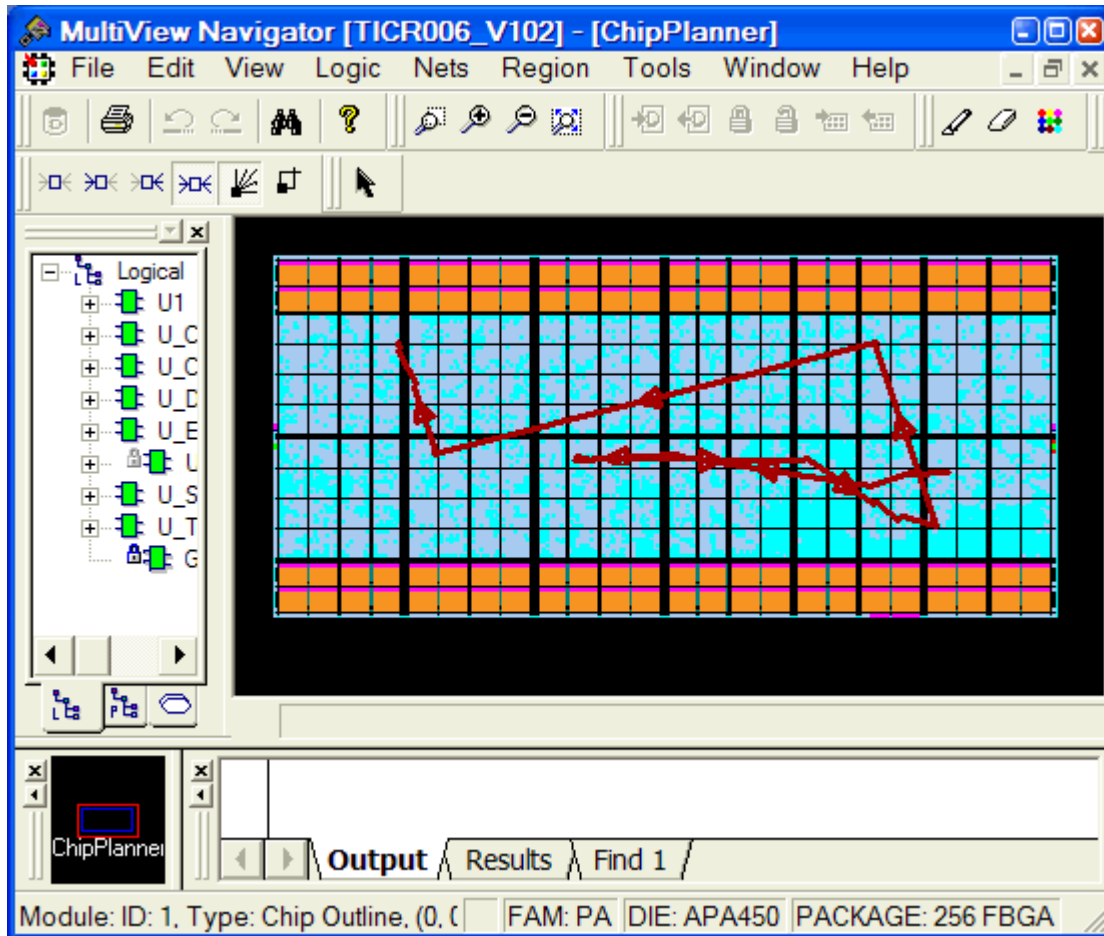 MultiView Navigator [TICR006_V102] - [ChipPlanner]
File Edit View Logic Nets Region Tools Window Help
Logical
U1
U_C
U_C
U_D
U_E
U
U_S
U_T
G
ChipPlanner
Output Results Find 1
Module: ID: 1, Type: Chip Outline, (0, ( FAM: PA DIE: APA450 PACKAGE: 256 FBGA